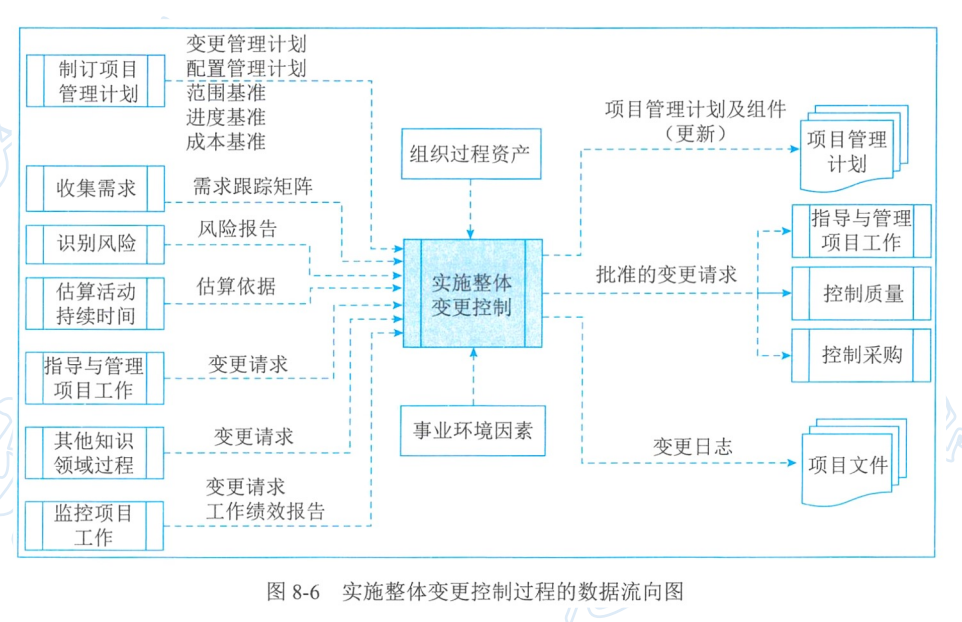 制订项目
管理计划
变更管理计划
配置管理计划
范围基准
进度基准
成本基准
收集需求
需求跟踪矩阵
识别风险
风险报告
估算活动
持续时间
估算依据
指导与管理
项目工作
变更请求
其他知识
领域过程
变更请求
监控项目
工作
变更请求
工作绩效报告
组织过程资产
实施整体
变更控制
事业环境因素
项目管理计划及组件
（更新）
项目管理
计划
批准的变更请求
指导与管理
项目工作
控制质量
控制采购
变更日志
项目文件
图 8-6 实施整体变更控制过程的数据流向图